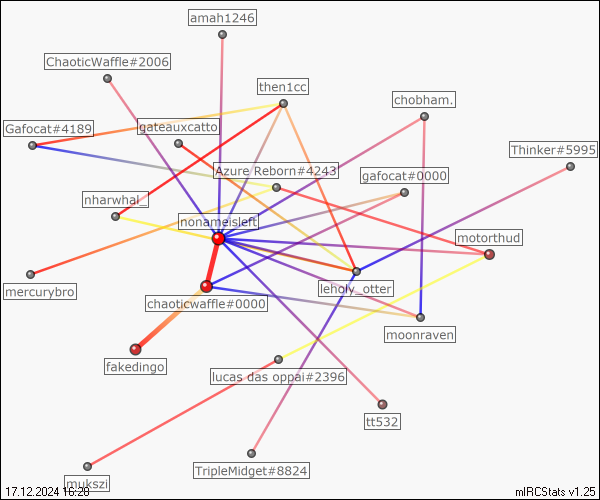 amah1246
ChaoticWaffle#2006
then1cc
chobham.
Gafocat#4189
gateauxcatto
Thinker#5995
Azure Reborn#4243
gafocat#0000
nharwhal_
nonameisleft
motorthud
mercurybro
leholy_otter
chaoticwaffle#0000
moonraven
fakedingo
lucas das oppai#2396
tt532
TripleMidget#8824
mukszi
17.12.2024 16:28
mIRCStats v1.25